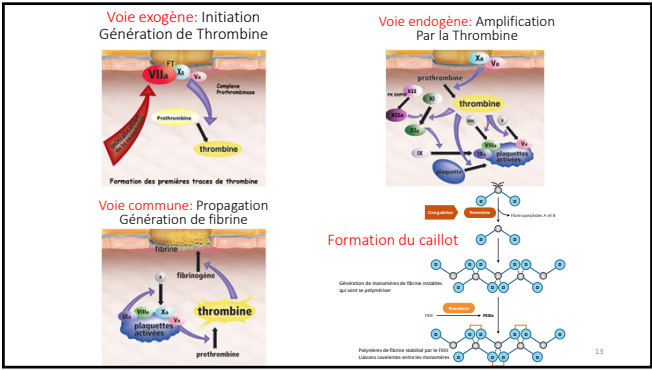 Voie exogène: Initiation
Génération de Thrombine
FT
VIIa
Xa
Va
Complexe
Prothrombinase
Prothrombine
thrombine
Formation des premières traces de thrombine
Voie endogène: Amplification
Par la Thrombine
Xa
Va
prothrombine
XII
PK EHPM
XI
thrombine
XIIa
XIa
VIII
V
IX
VIIIa
Va
IXa
plaquettes
activées
plaquette
Voie commune: Propagation
Génération de fibrine
fibrine
fibrinogène
X
IXa
VIIIa
Xa
Va
plaquettes
activées
thrombine
prothrombine
Formation du caillot
Coagulation
Thrombine
Fibrinopeptides A et B
D
D
D
D
Génération de monomères de fibrine instables
qui vont se polymériser
D
D
D
D
D
D
D
D
Thrombine
FXIII
FXIIIa
D
D
D
D
D
D
D
D
Polymères de fibrine stabilisé par le FXIII
Liaisons covalentes entre les monomères
13